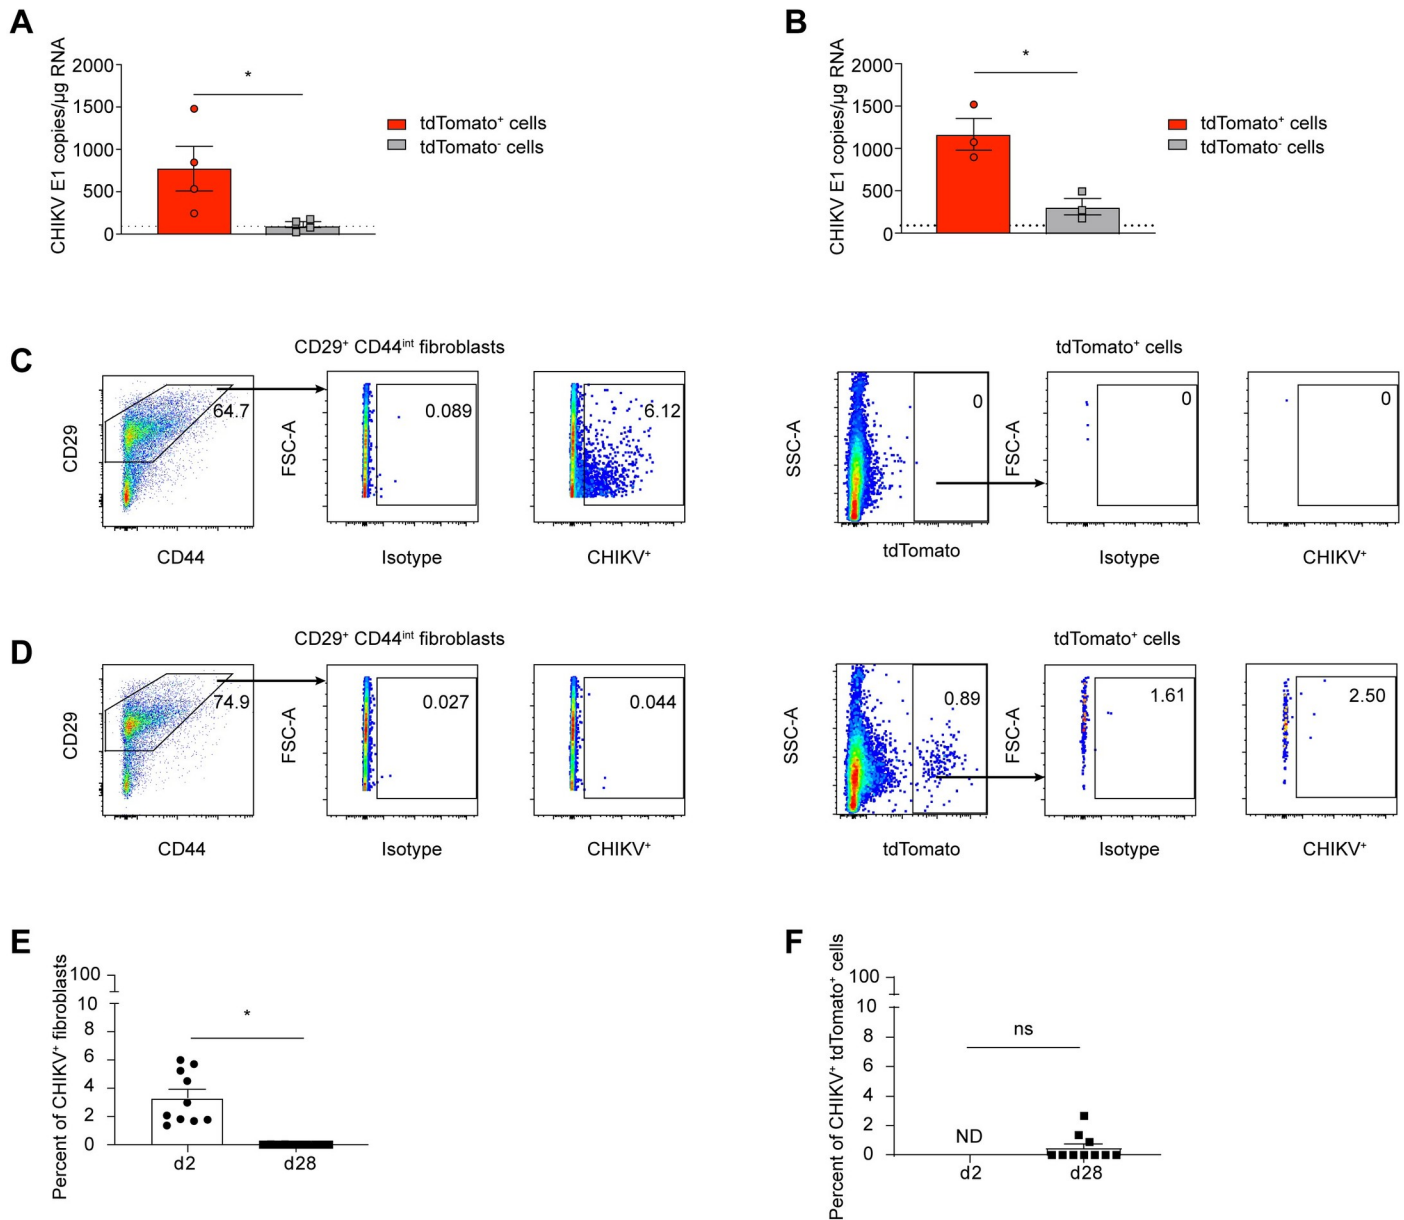 A
CHIKV E1 copies/µg RNA
2000
1500
1000
500
0
*
tdTomato⁺ cells
tdTomato⁻ cells
B
CHIKV E1 copies/µg RNA
2000
1500
1000
500
0
*
tdTomato⁺ cells
tdTomato⁻ cells
C
CD29⁺ CD44ⁱⁿᵗ fibroblasts
CD29
64.7
CD44
FSC-A
0.089
Isotype
6.12
CHIKV⁺
tdTomato⁺ cells
SSC-A
0
tdTomato
FSC-A
0
Isotype
0
CHIKV⁺
D
CD29⁺ CD44ⁱⁿᵗ fibroblasts
CD29
74.9
CD44
FSC-A
0.027
Isotype
0.044
CHIKV⁺
tdTomato⁺ cells
SSC-A
0.89
tdTomato
FSC-A
1.61
Isotype
2.50
CHIKV⁺
E
Percent of CHIKV⁺ fibroblasts
100
10
8
6
4
2
0
*
d2
d28
F
Percent of CHIKV⁺ tdTomato⁺ cells
100
10
8
6
4
2
0
ns
ND
d2
d28